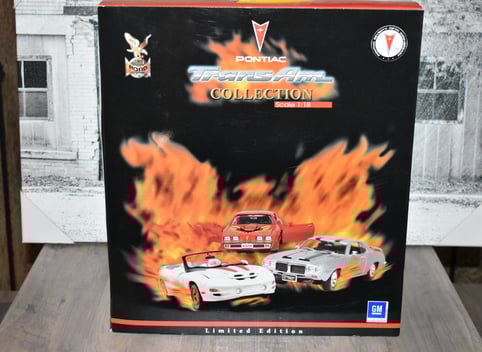 PONTIAC
Trans Am
COLLECTION
Scale 1:18
GM
Limited Edition